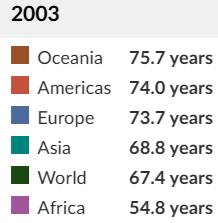 2003
Oceania 75.7 years
Americas 74.0 years
Europe 73.7 years
Asia 68.8 years
World 67.4 years
Africa 54.8 years